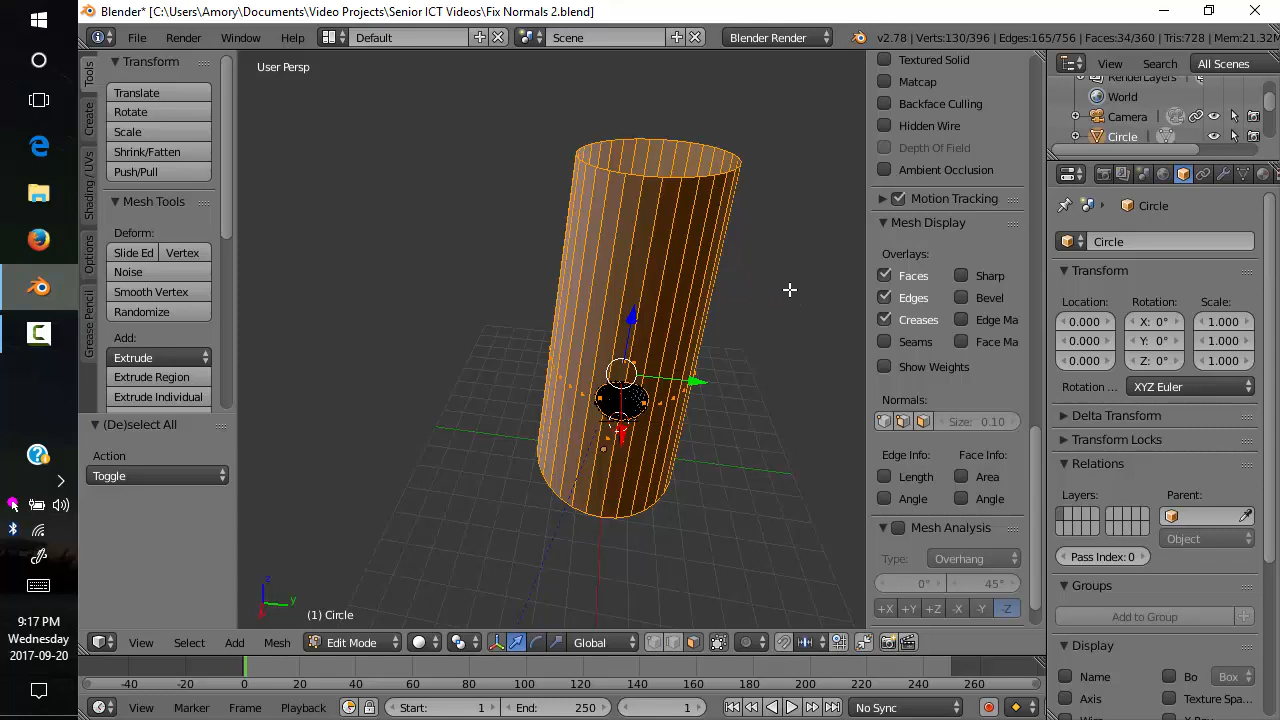 Blender* [C:\Users\Amory\Documents\Video Projects\Senior ICT Videos\Fix Normals 2.blend]
File Render Window Help Default Scene Blender Render v2.78 | Verts:130/396 | Edges:165/756 | Faces:34/360 | Tris:728 | Mem:21.32
Tools
Create
Shading / UVs
Options
Grease Pencil
Transform
Translate
Rotate
Scale
Shrink/Fatten
Push/Pull
Mesh Tools
Deform:
Slide Ed Vertex
Noise
Smooth Vertex
Randomize
Add:
Extrude
Extrude Region
Extrude Individual
(De)select All
Action
Toggle
User Persp
(1) Circle
z
y
Textured Solid
Matcap
Backface Culling
Hidden Wire
Depth Of Field
Ambient Occlusion
Motion Tracking
Mesh Display
Overlays:
Faces Sharp
Edges Bevel
Creases Edge Ma
Seams Face Ma
Show Weights
Normals:
Size: 0.10
Edge Info: Face Info:
Length Area
Angle Angle
Mesh Analysis
Type: Overhang
0° 45°
+X +Y +Z -X -Y -Z
View Search All Scenes
RenderLayers
World
Camera
Circle
Circle
Circle
Transform
Location: Rotation: Scale:
0.000 X: 0° 1.000
0.000 Y: 0° 1.000
0.000 Z: 0° 1.000
Rotation ... XYZ Euler
Delta Transform
Transform Locks
Relations
Layers: Parent:
Object
Pass Index: 0
Groups
Add to Group
Display
Name Bo Box
Axis Texture Spa...
View Select Add Mesh Edit Mode Global
-40 -20 0 20 40 60 80 100 120 140 160 180 200 220 240 260
View Marker Frame Playback Start: 1 End: 250 1 No Sync
9:17 PM
Wednesday
2017-09-20